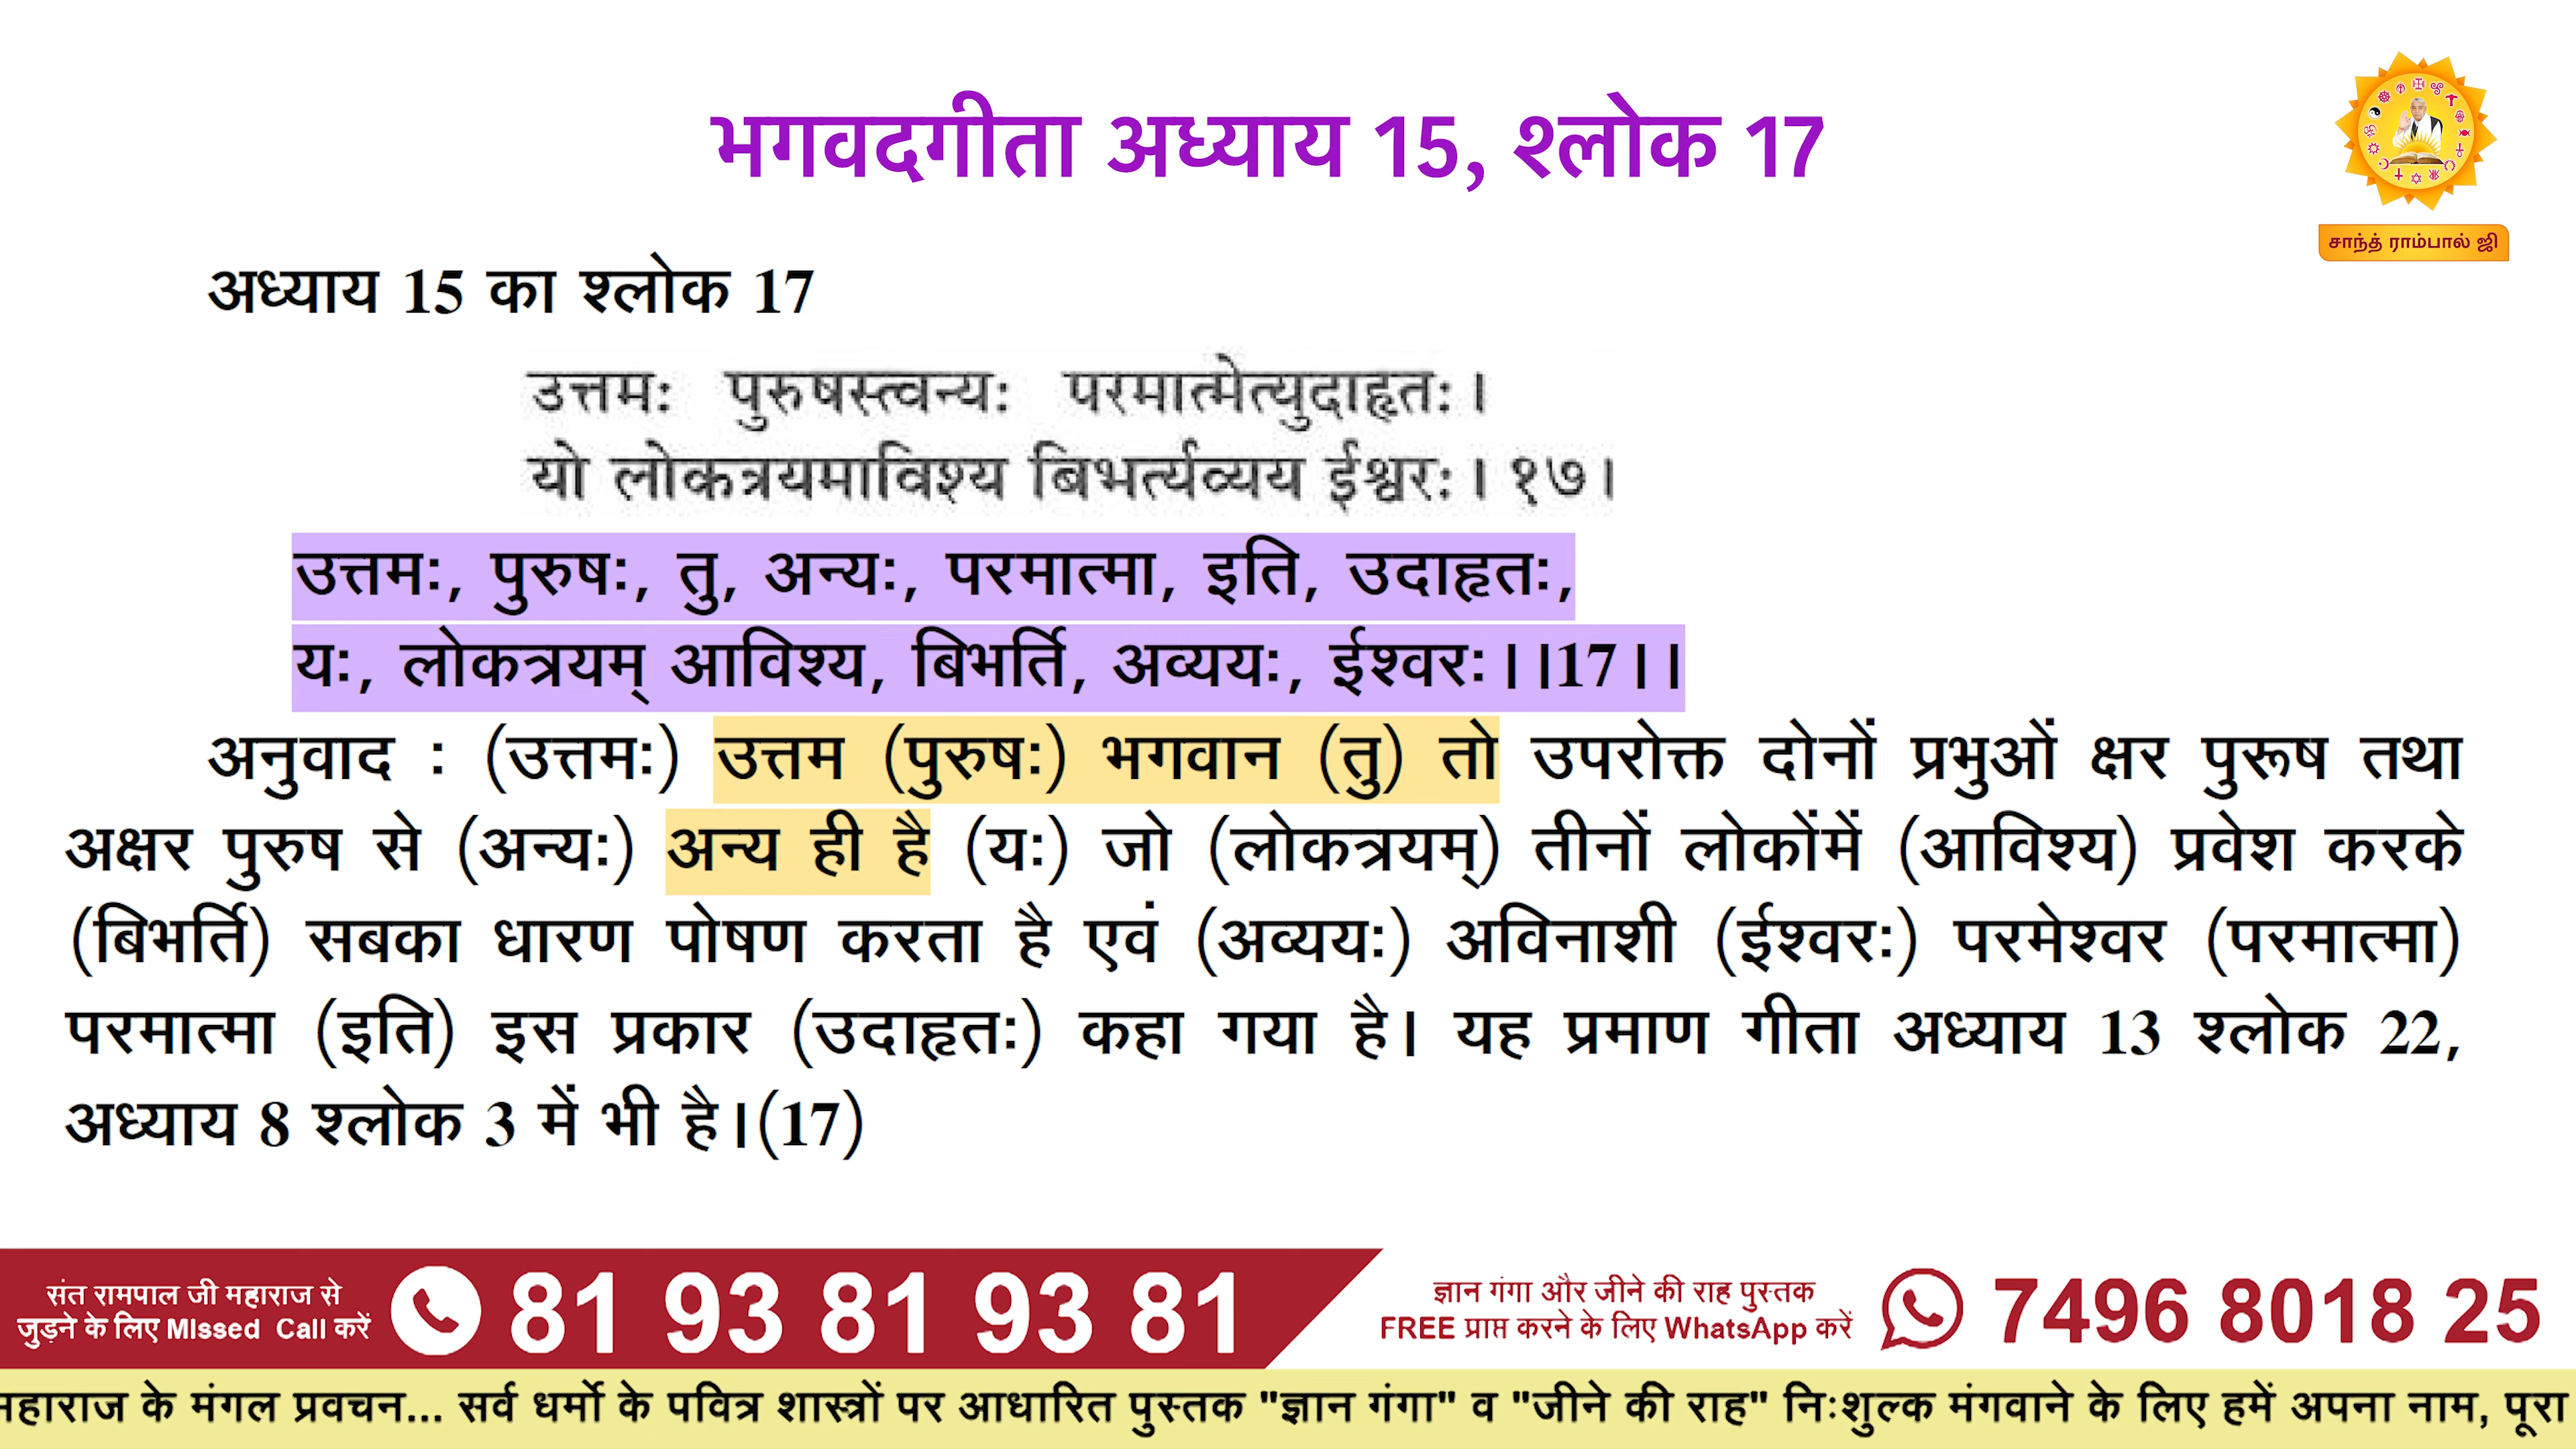 भगवदगीता अध्याय 15, श्लोक 17
சாந்த் ராம்பால் ஜி
अध्याय 15 का श्लोक 17
उत्तमः पुरुषस्त्वन्यः परमात्मेत्युदाहृतः।
यो लोकत्रयमाविश्य बिभर्त्यव्यय ईश्वरः। १७।
उत्तमः, पुरुषः, तु, अन्यः, परमात्मा, इति, उदाहृतः,
यः, लोकत्रयम् आविश्य, बिभर्ति, अव्ययः, ईश्वरः।।17।।
अनुवाद : (उत्तमः) उत्तम (पुरुषः) भगवान (तु) तो उपरोक्त दोनों प्रभुओं क्षर पुरूष तथा
अक्षर पुरुष से (अन्यः) अन्य ही है (यः) जो (लोकत्रयम्) तीनों लोकोंमें (आविश्य) प्रवेश करके
(बिभर्ति) सबका धारण पोषण करता है एवं (अव्ययः) अविनाशी (ईश्वरः) परमेश्वर (परमात्मा)
परमात्मा (इति) इस प्रकार (उदाहृतः) कहा गया है। यह प्रमाण गीता अध्याय 13 श्लोक 22,
अध्याय 8 श्लोक 3 में भी है।(17)
संत रामपाल जी महाराज से
जुड़ने के लिए MIssed Call करें
81 93 81 93 81
ज्ञान गंगा और जीने की राह पुस्तक
FREE प्राप्त करने के लिए WhatsApp करें
7496 8018 25
महाराज के मंगल प्रवचन... सर्व धर्मो के पवित्र शास्त्रों पर आधारित पुस्तक "ज्ञान गंगा" व "जीने की राह" निःशुल्क मंगवाने के लिए हमें अपना नाम, पूरा